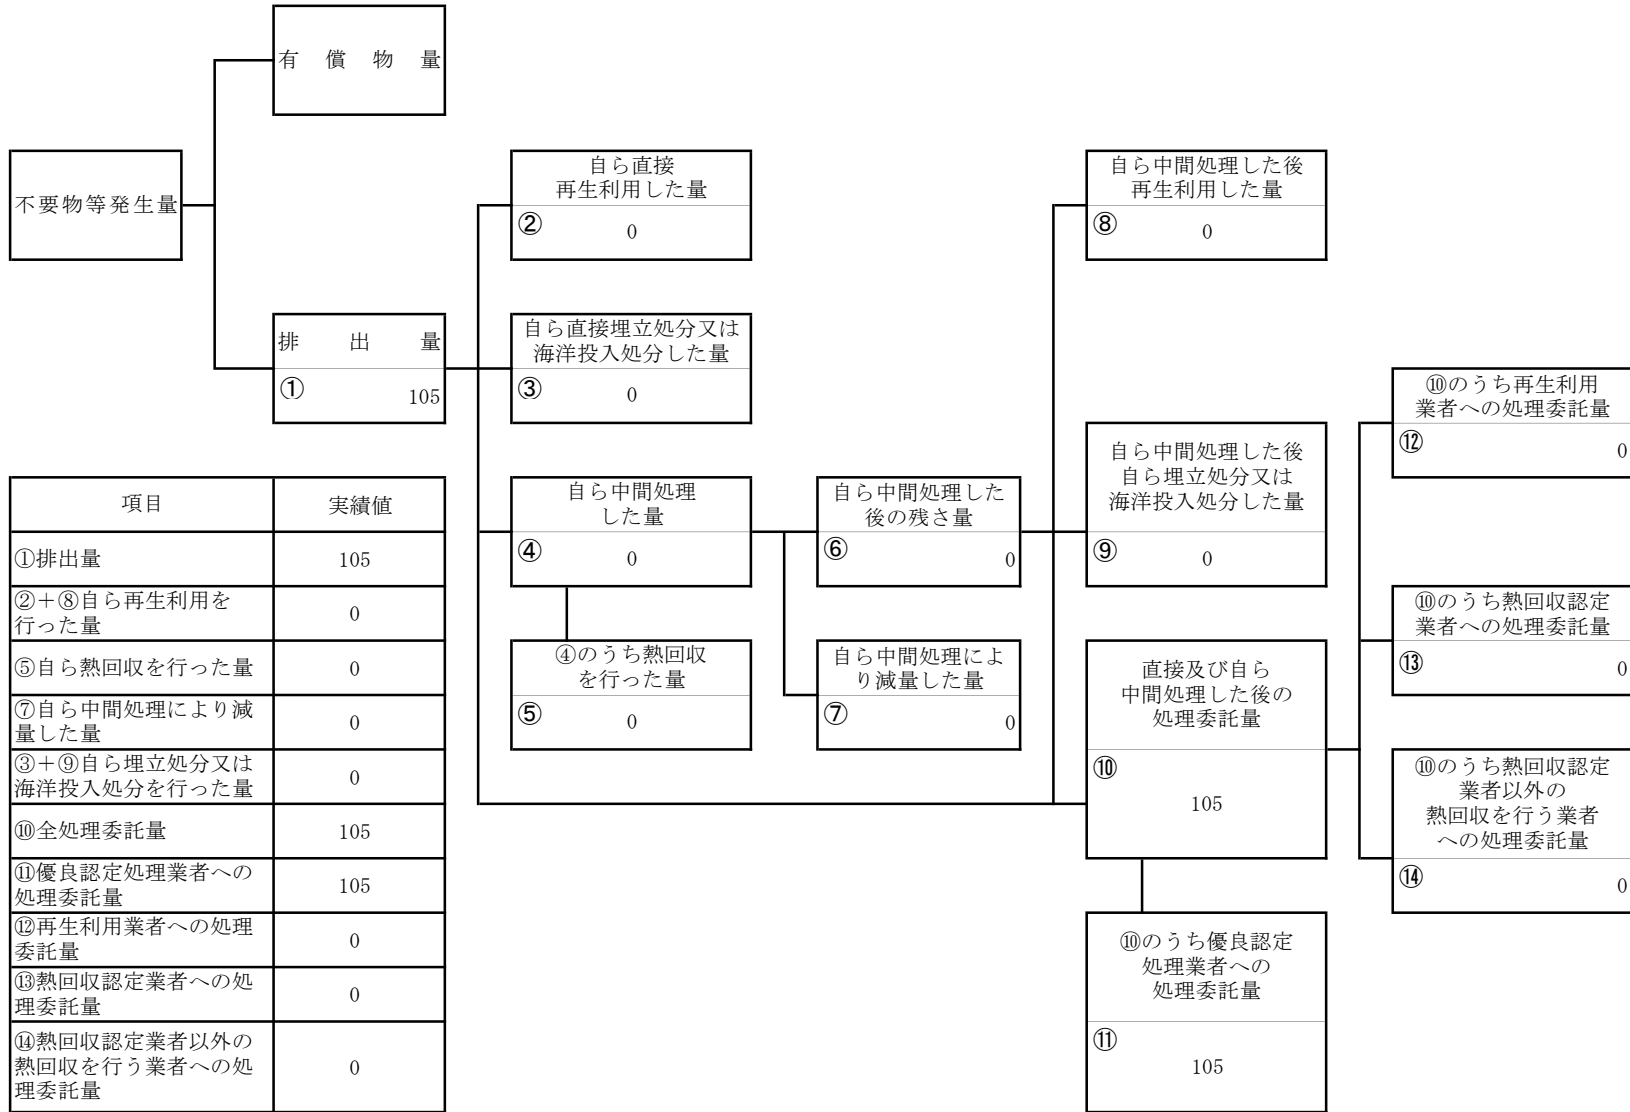 有償物量
不要物等発生量
排出量
① 105
自ら直接
再生利用した量
② 0
自ら直接埋立処分又は
海洋投入処分した量
③ 0
自ら中間処理
した量
④ 0
④のうち熱回収
を行った量
⑤ 0
自ら中間処理した
後の残さ量
⑥ 0
自ら中間処理によ
り減量した量
⑦ 0
自ら中間処理した後
再生利用した量
⑧ 0
自ら中間処理した後
自ら埋立処分又は
海洋投入処分した量
⑨ 0
直接及び自ら
中間処理した後の
処理委託量
⑩
105
⑩のうち優良認定
処理業者への
処理委託量
⑪
105
⑩のうち再生利用
業者への処理委託量
⑫ 0
⑩のうち熱回収認定
業者への処理委託量
⑬ 0
⑩のうち熱回収認定
業者以外の
熱回収を行う業者
への処理委託量
⑭ 0
項目 実績値
①排出量 105
②＋⑧自ら再生利用を
行った量 0
⑤自ら熱回収を行った量 0
⑦自ら中間処理により減
量した量 0
③＋⑨自ら埋立処分又は
海洋投入処分を行った量 0
⑩全処理委託量 105
⑪優良認定処理業者への
処理委託量 105
⑫再生利用業者への処理
委託量 0
⑬熱回収認定業者への処
理委託量 0
⑭熱回収認定業者以外の
熱回収を行う業者への処
理委託量 0